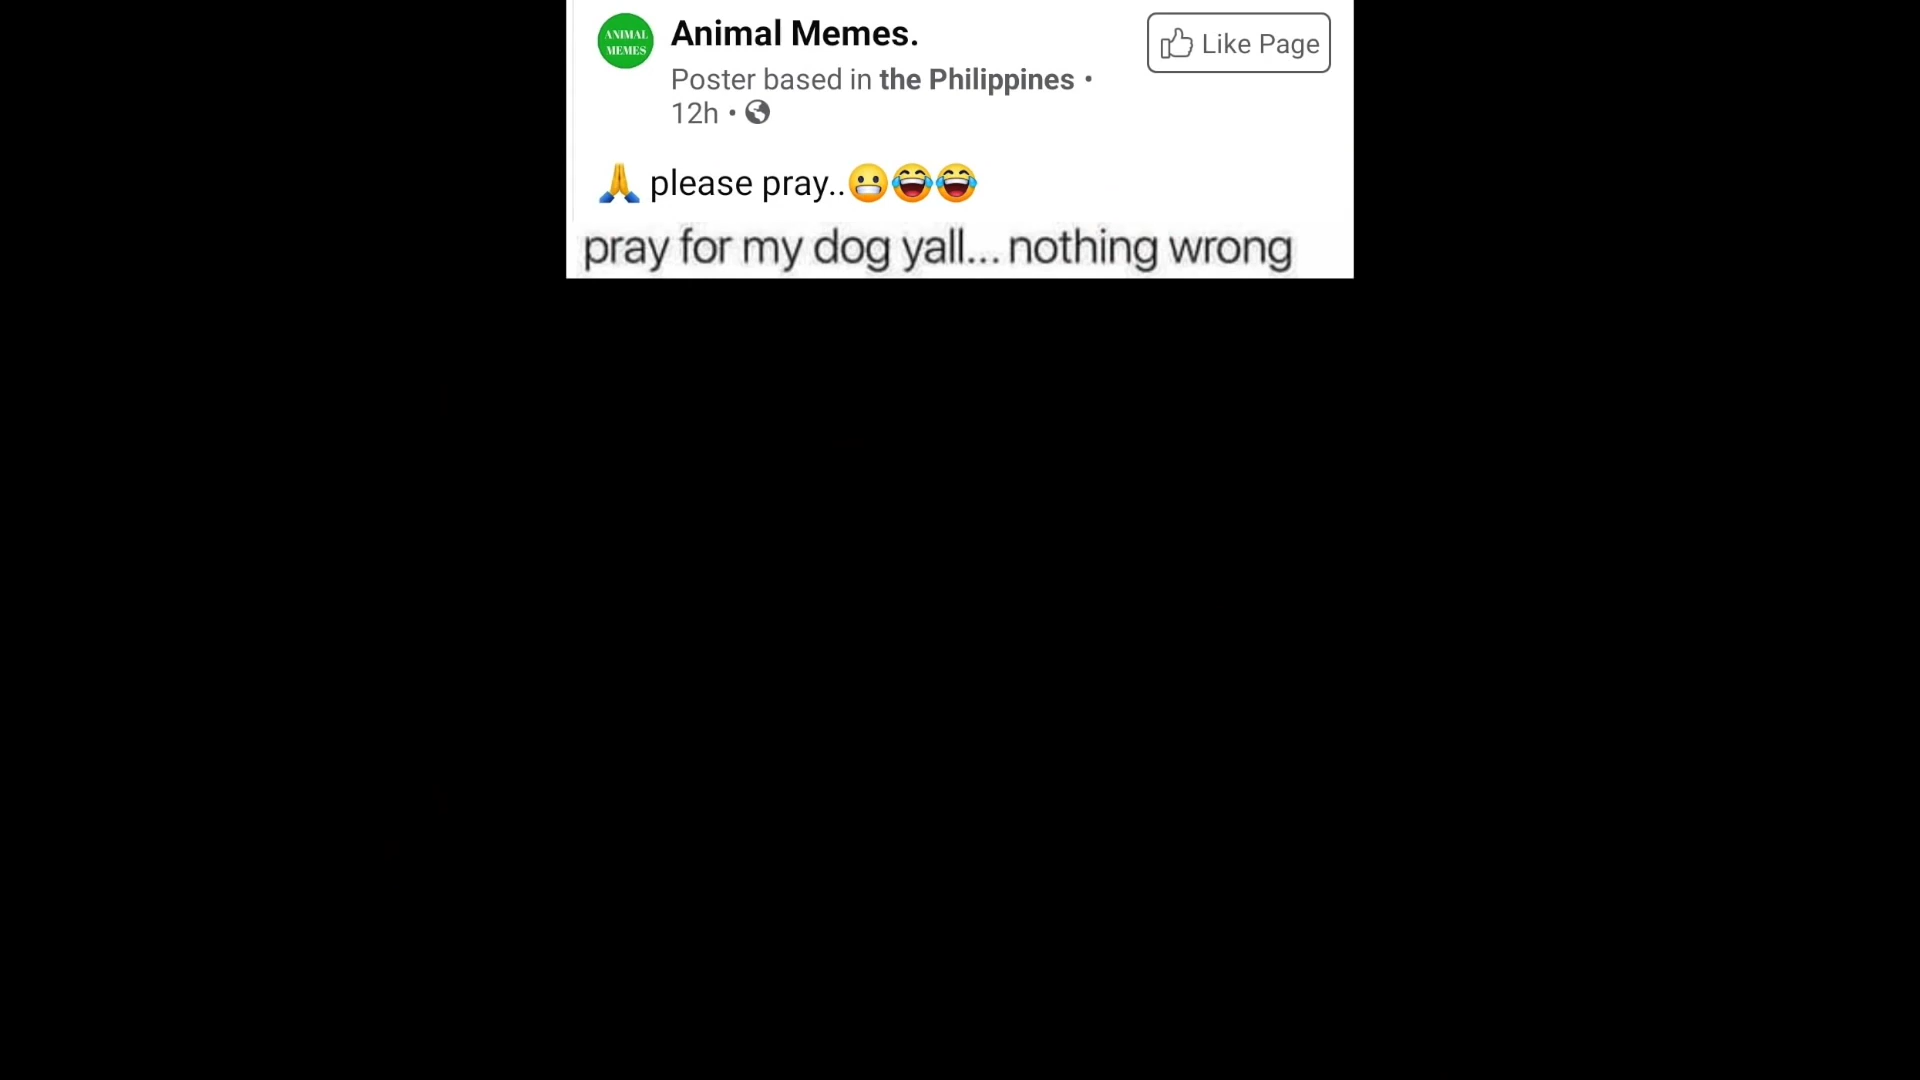 ANIMAL
MEMES
Animal Memes.
Like Page
Poster based in the Philippines •
12h •
🙏 please pray..😬😂😂
pray for my dog yall... nothing wrong